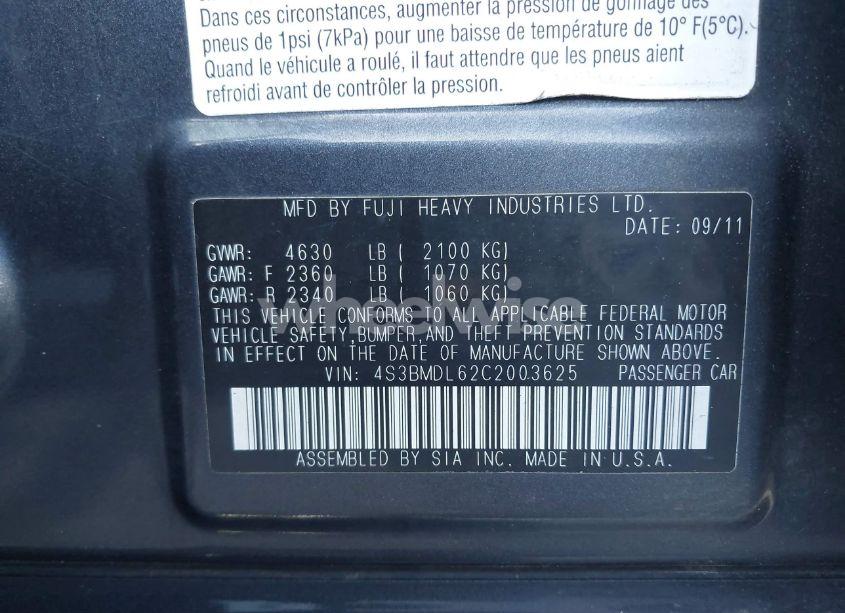 Dans ces circonstances, augmenter la pression de gonflage des
pneus de 1psi (7kPa) pour une baisse de température de 10° F(5°C).
Quand le véhicule a roulé, il faut attendre que les pneus aient
refroidi avant de contrôler la pression.
MFD BY FUJI HEAVY INDUSTRIES LTD.
DATE: 09/11
GVWR: 4630 LB ( 2100 KG)
GAWR: F 2360 LB ( 1070 KG)
GAWR: R 2340 LB ( 1060 KG)
wheelwise
THIS VEHICLE CONFORMS TO ALL APPLICABLE FEDERAL MOTOR
VEHICLE SAFETY,BUMPER,AND THEFT PREVENTION STANDARDS
IN EFFECT ON THE DATE OF MANUFACTURE SHOWN ABOVE.
VIN: 4S3BMDL62C2003625 PASSENGER CAR
ASSEMBLED BY SIA INC. MADE IN U.S.A.